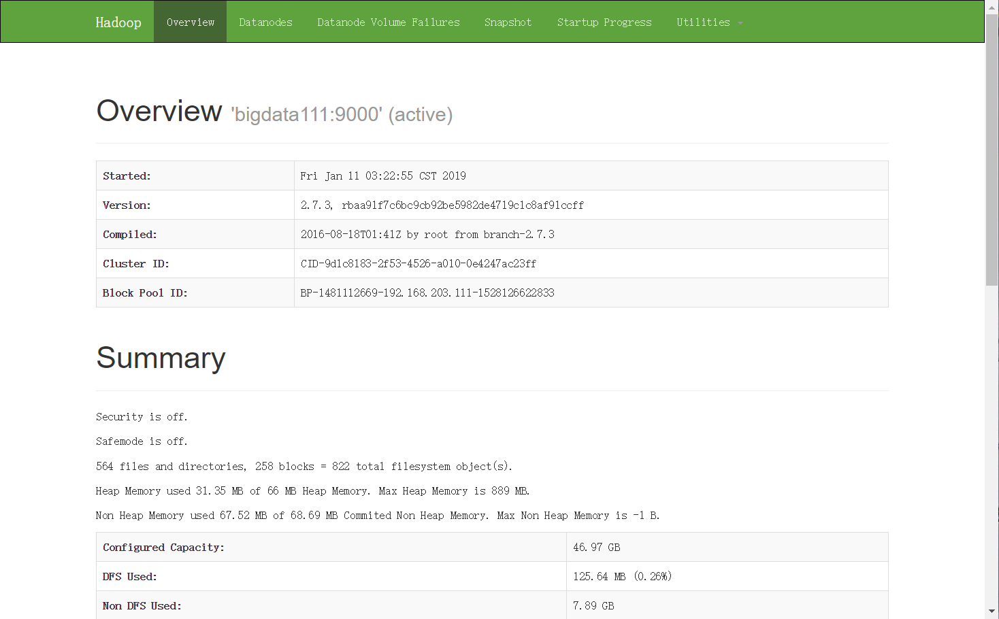 Hadoop Overview Datanodes Datanode Volume Failures Snapshot Startup Progress Utilities
Overview 'bigdata111:9000' (active)
Started: Fri Jan 11 03:22:55 CST 2019
Version: 2.7.3, rbaa91f7c6bc9cb92be5982de4719c1c8af91ccff
Compiled: 2016-08-18T01:41Z by root from branch-2.7.3
Cluster ID: CID-9d1c8183-2f53-4526-a010-0e4247ac23ff
Block Pool ID: BP-1481112669-192.168.203.111-1528126622833
Summary
Security is off.
Safemode is off.
564 files and directories, 258 blocks = 822 total filesystem object(s).
Heap Memory used 31.35 MB of 66 MB Heap Memory. Max Heap Memory is 889 MB.
Non Heap Memory used 67.52 MB of 68.69 MB Commited Non Heap Memory. Max Non Heap Memory is -1 B.
Configured Capacity: 46.97 GB
DFS Used: 125.64 MB (0.26%)
Non DFS Used: 7.89 GB